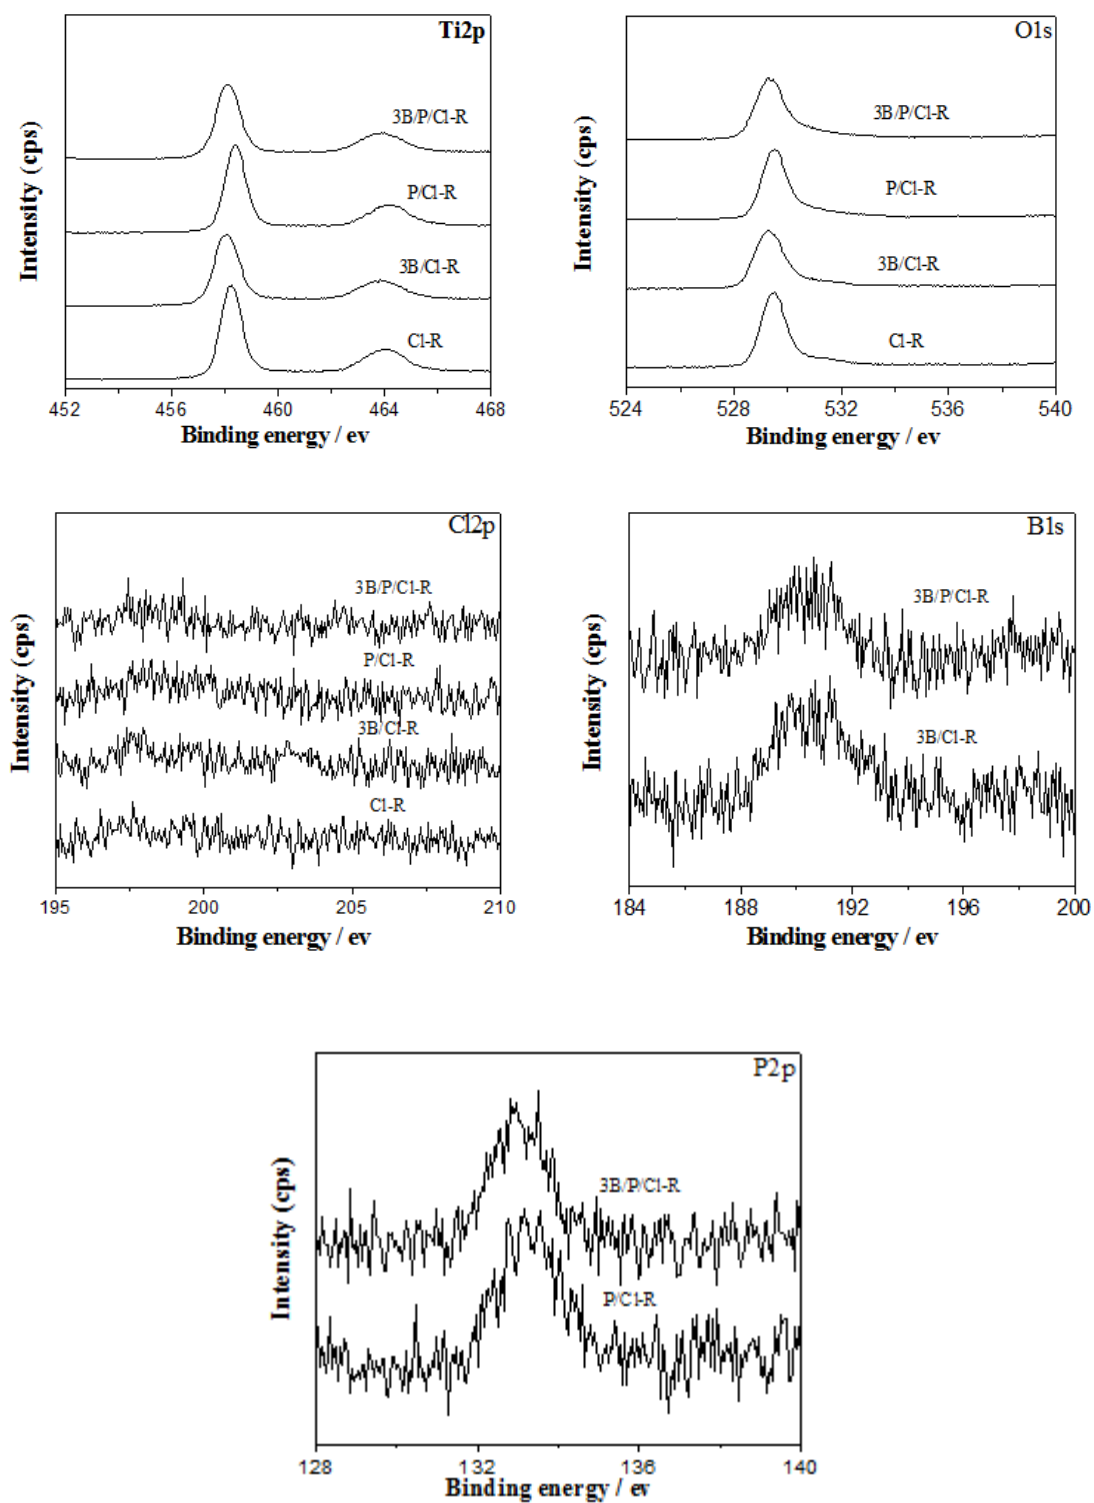 Ti2p
3B/P/Cl-R
P/Cl-R
3B/Cl-R
Cl-R
Intensity (cps)
452 456 460 464 468
Binding energy / ev
O1s
3B/P/Cl-R
P/Cl-R
3B/Cl-R
Cl-R
Intensity (cps)
524 528 532 536 540
Binding energy / ev
Cl2p
3B/P/Cl-R
P/Cl-R
3B/Cl-R
Cl-R
Intensity (cps)
195 200 205 210
Binding energy / ev
B1s
3B/P/Cl-R
3B/Cl-R
Intensity (cps)
184 188 192 196 200
Binding energy / ev
P2p
3B/P/Cl-R
P/Cl-R
Intensity (cps)
128 132 136 140
Binding energy / ev